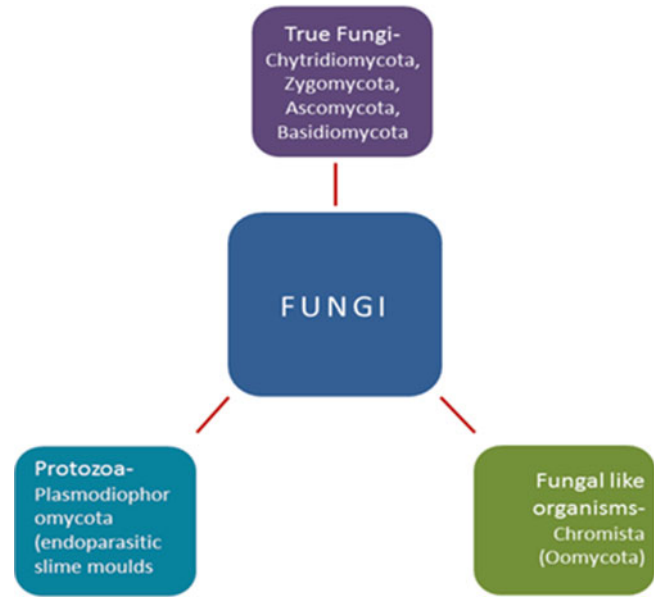 True Fungi-
Chytridiomycota,
Zygomycota,
Ascomycota,
Basidiomycota
FUNGI
Protozoa-
Plasmodiophor
omycota
(endoparasitic
slime moulds
Fungal like
organisms-
Chromista
(Oomycota)